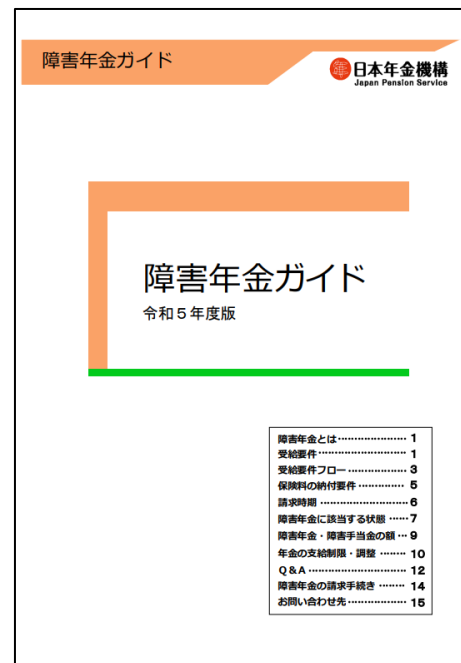 障害年金ガイド
日本年金機構
Japan Pension Service
障害年金ガイド
令和5年度版
障害年金とは………………… 1
受給要件……………………… 1
受給要件フロー……………… 3
保険料の納付要件…………… 5
請求時期……………………… 6
障害年金に該当する状態 …… 7
障害年金・障害手当金の額… 9
年金の支給制限・調整 ……… 10
Q&A………………………… 12
障害年金の請求手続き ……… 14
お問い合わせ先……………… 15